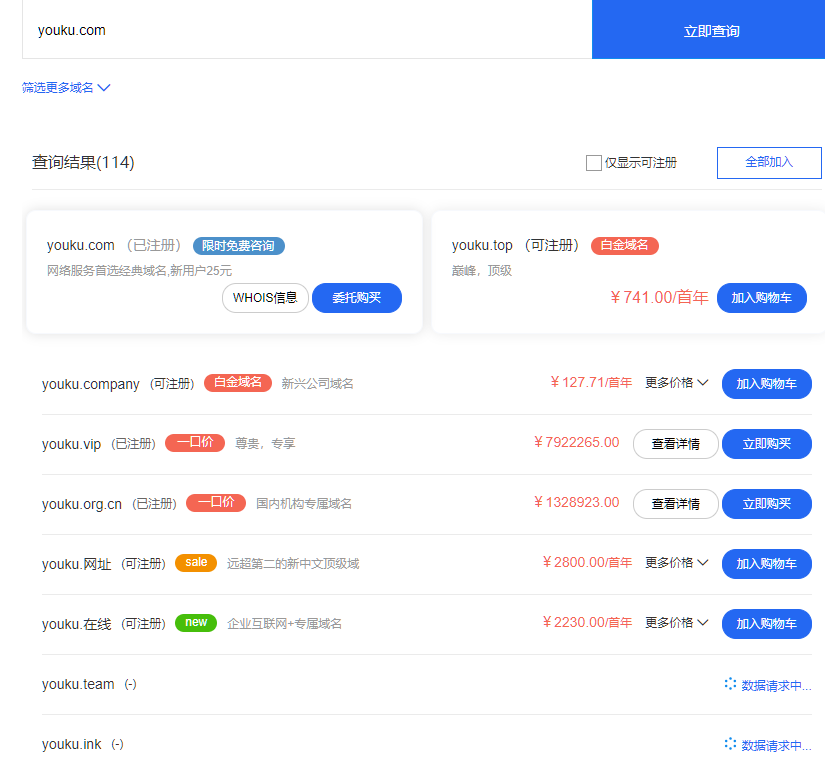 youku.com 立即查询
筛选更多域名
查询结果(114) 仅显示可注册 全部加入
youku.com （已注册） 限时免费咨询
网络服务首选经典域名,新用户25元
WHOIS信息 委托购买
youku.top （可注册） 白金域名
巅峰，顶级
￥741.00/首年 加入购物车
youku.company (可注册) 白金域名 新兴公司域名 ￥127.71/首年 更多价格 加入购物车
youku.vip (已注册) 一口价 尊贵，专享 ￥7922265.00 查看详情 立即购买
youku.org.cn (已注册) 一口价 国内机构专属域名 ￥1328923.00 查看详情 立即购买
youku.网址 (可注册) sale 远超第二的新中文顶级域 ￥2800.00/首年 更多价格 加入购物车
youku.在线 (可注册) new 企业互联网+专属域名 ￥2230.00/首年 更多价格 加入购物车
youku.team (-) 数据请求中...
youku.ink (-) 数据请求中...